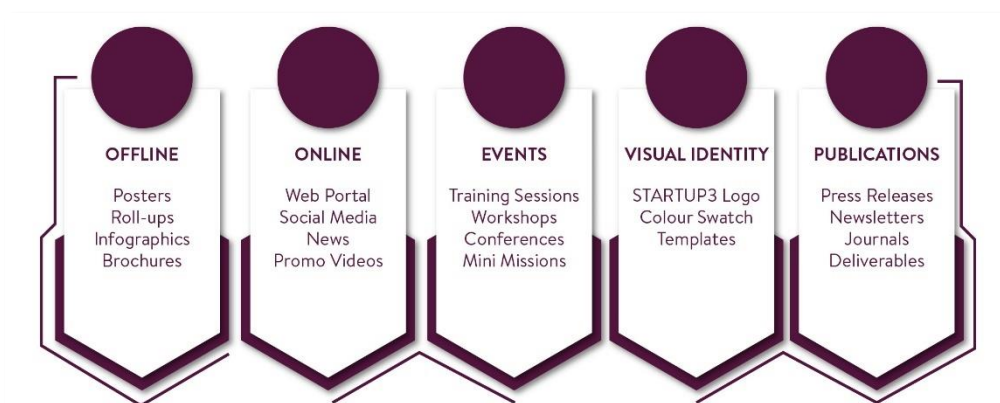 OFFLINE
Posters
Roll-ups
Infographics
Brochures
ONLINE
Web Portal
Social Media
News
Promo Videos
EVENTS
Training Sessions
Workshops
Conferences
Mini Missions
VISUAL IDENTITY
STARTUP3 Logo
Colour Swatch
Templates
PUBLICATIONS
Press Releases
Newsletters
Journals
Deliverables